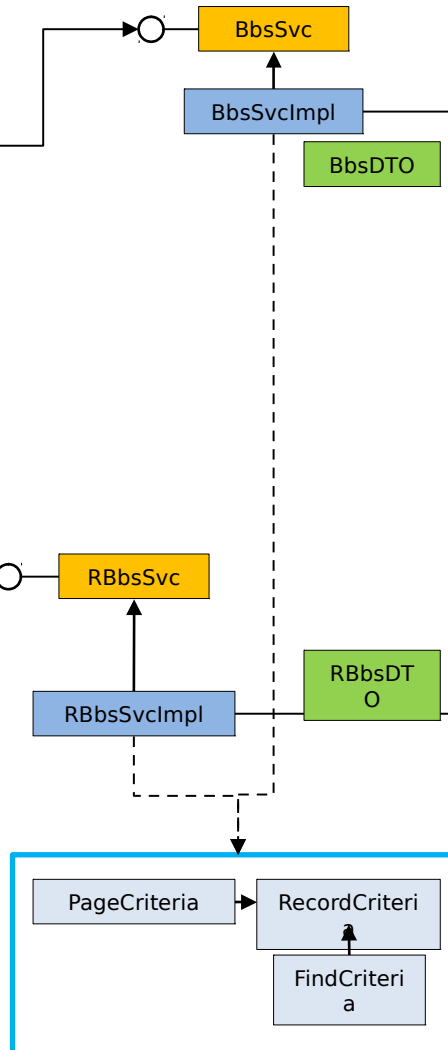 BbsSvc
BbsSvcImpl
BbsDTO
RBbsSvc
RBbsDT
O
RBbsSvcImpl
PageCriteria
RecordCriteri
a
FindCriteri
a